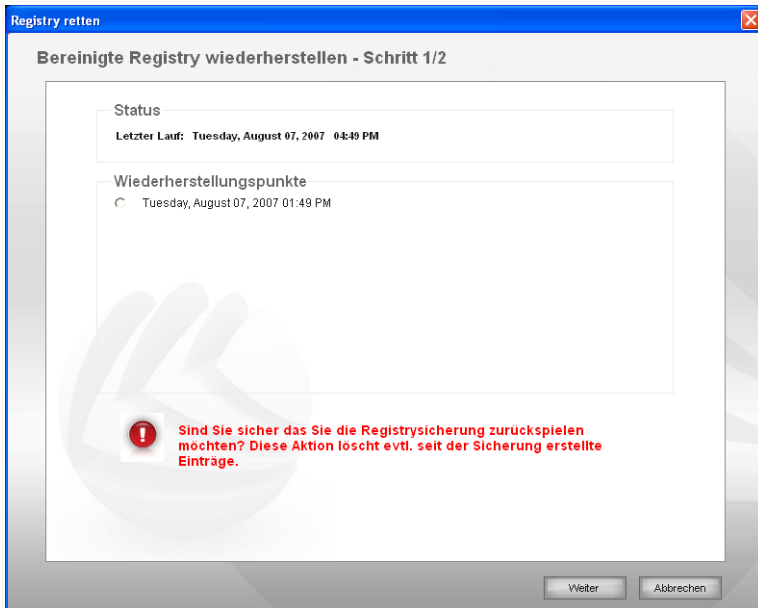 Registry retten
Bereinigte Registry wiederherstellen - Schritt 1/2
Status
Letzter Lauf: Tuesday, August 07, 2007 04:49 PM
Wiederherstellungspunkte
Tuesday, August 07, 2007 01:49 PM
Sind Sie sicher das Sie die Registrysicherung zurückspielen
möchten? Diese Aktion löscht evtl. seit der Sicherung erstellte
Einträge.
Weiter
Abbrechen